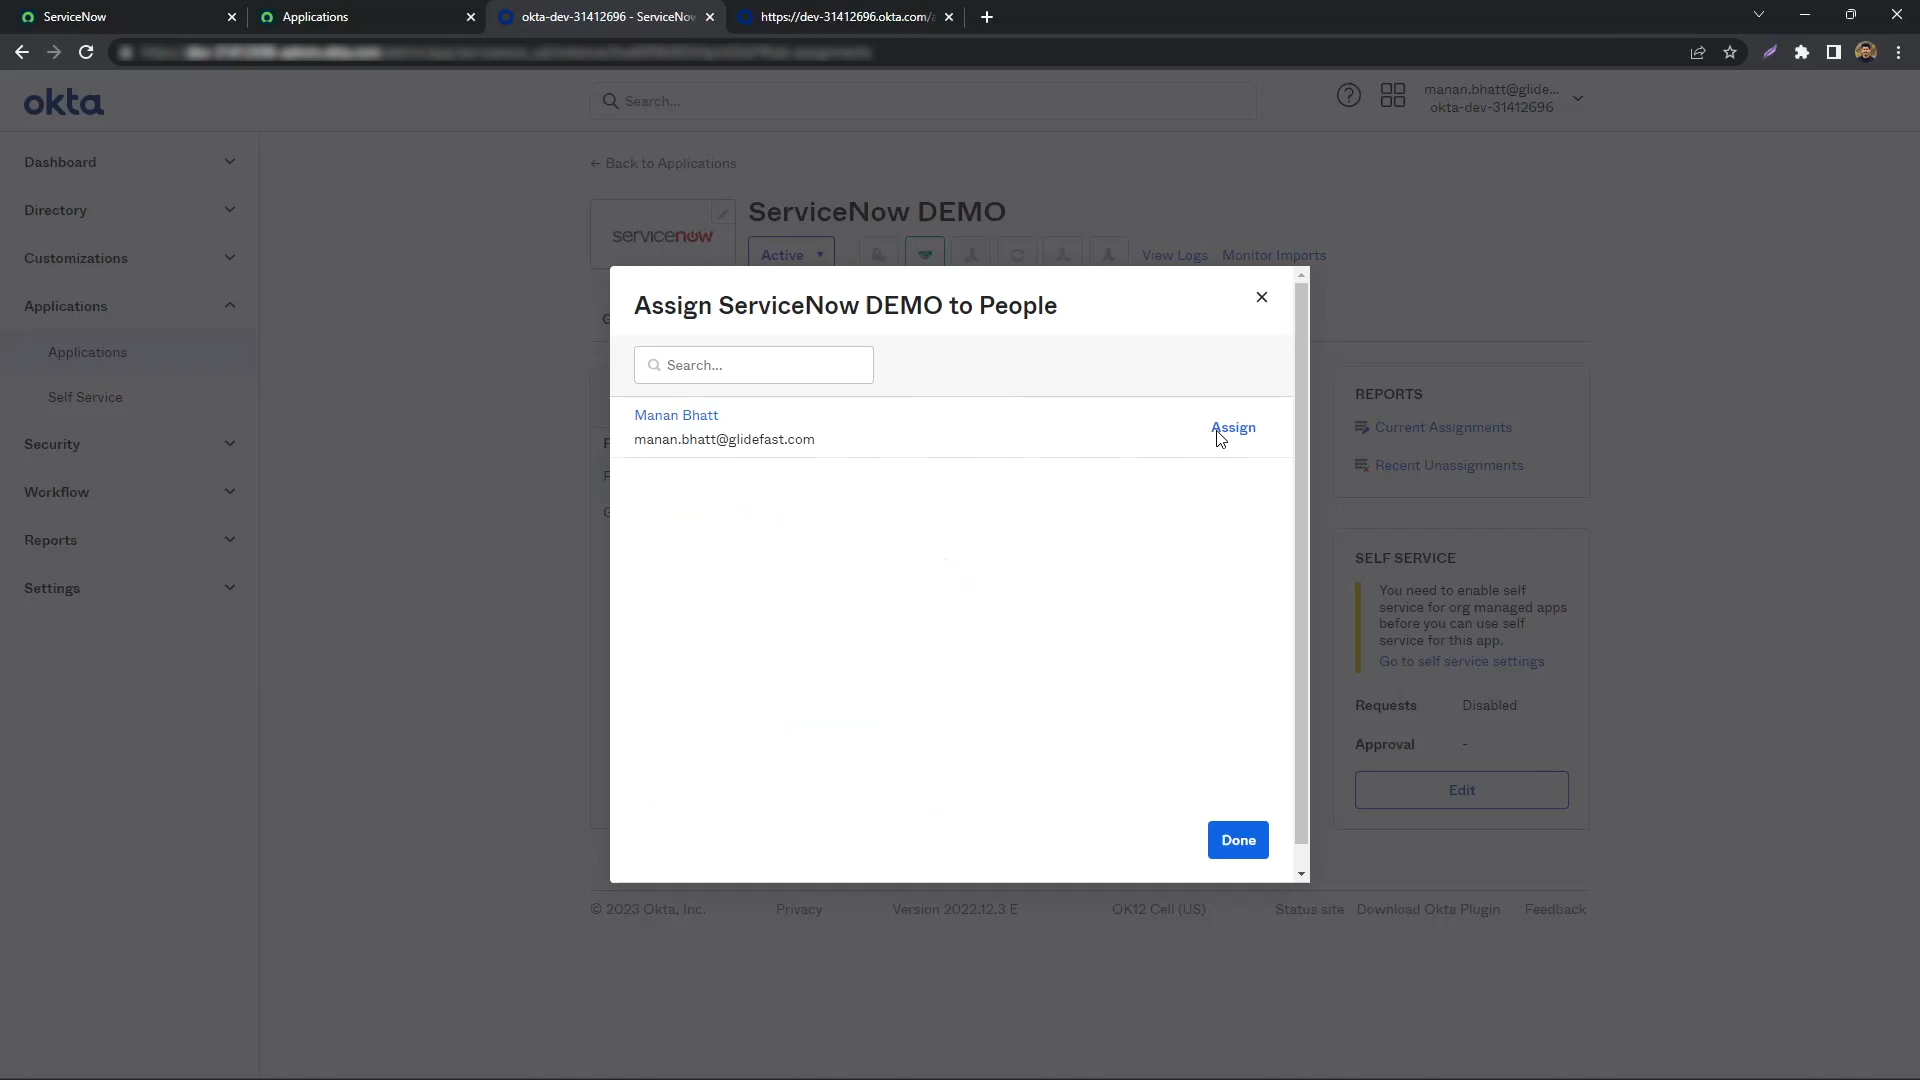 ServiceNow
Applications
okta-dev-31412696 - ServiceNow
https://dev-31412696.okta.com/a
okta
Search...
manan.bhatt@glide...
okta-dev-31412696
Dashboard
Directory
Customizations
Applications
Applications
Self Service
Security
Workflow
Reports
Settings
← Back to Applications
servicenow
ServiceNow DEMO
Active
View Logs
Monitor Imports
Assign ServiceNow DEMO to People
Search...
Manan Bhatt
manan.bhatt@glidefast.com
Assign
Done
REPORTS
Current Assignments
Recent Unassignments
SELF SERVICE
You need to enable self
service for org managed apps
before you can use self
service for this app.
Go to self service settings
Requests Disabled
Approval -
Edit
© 2023 Okta, Inc.
Privacy
Version 2022.12.3 E
OK12 Cell (US)
Status site
Download Okta Plugin
Feedback